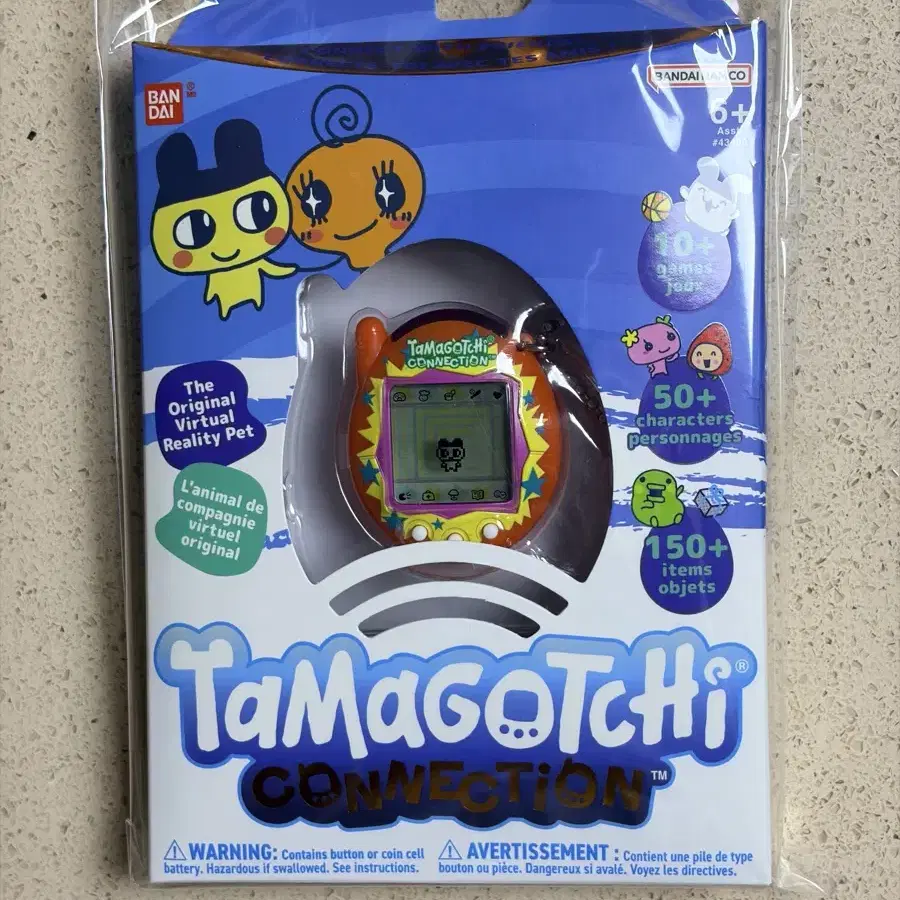 BAN
DAI
BANDAI NAMCO
6+
Asst
10+
games
jeux
TAMAGOTCHI
CONNECTION
The
Original
Virtual
Reality Pet
50+
characters
personnages
L'animal de
compagnie
virtuel
original
150+
items
objets
TAMAGOTCHI®
CONNECTION™
WARNING: Contains button or coin cell
battery. Hazardous if swallowed. See instructions.
AVERTISSEMENT : Contient une pile de type
bouton ou pièce. Dangereux si avalé. Voyez les directives.